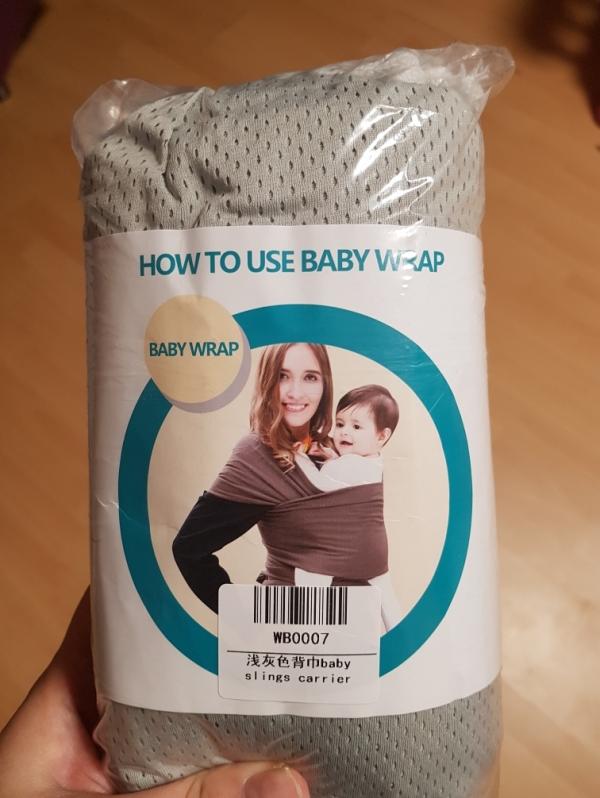 HOW TO USE BABY WRAP
BABY WRAP
WB0007
浅灰色背巾baby
slings carrier